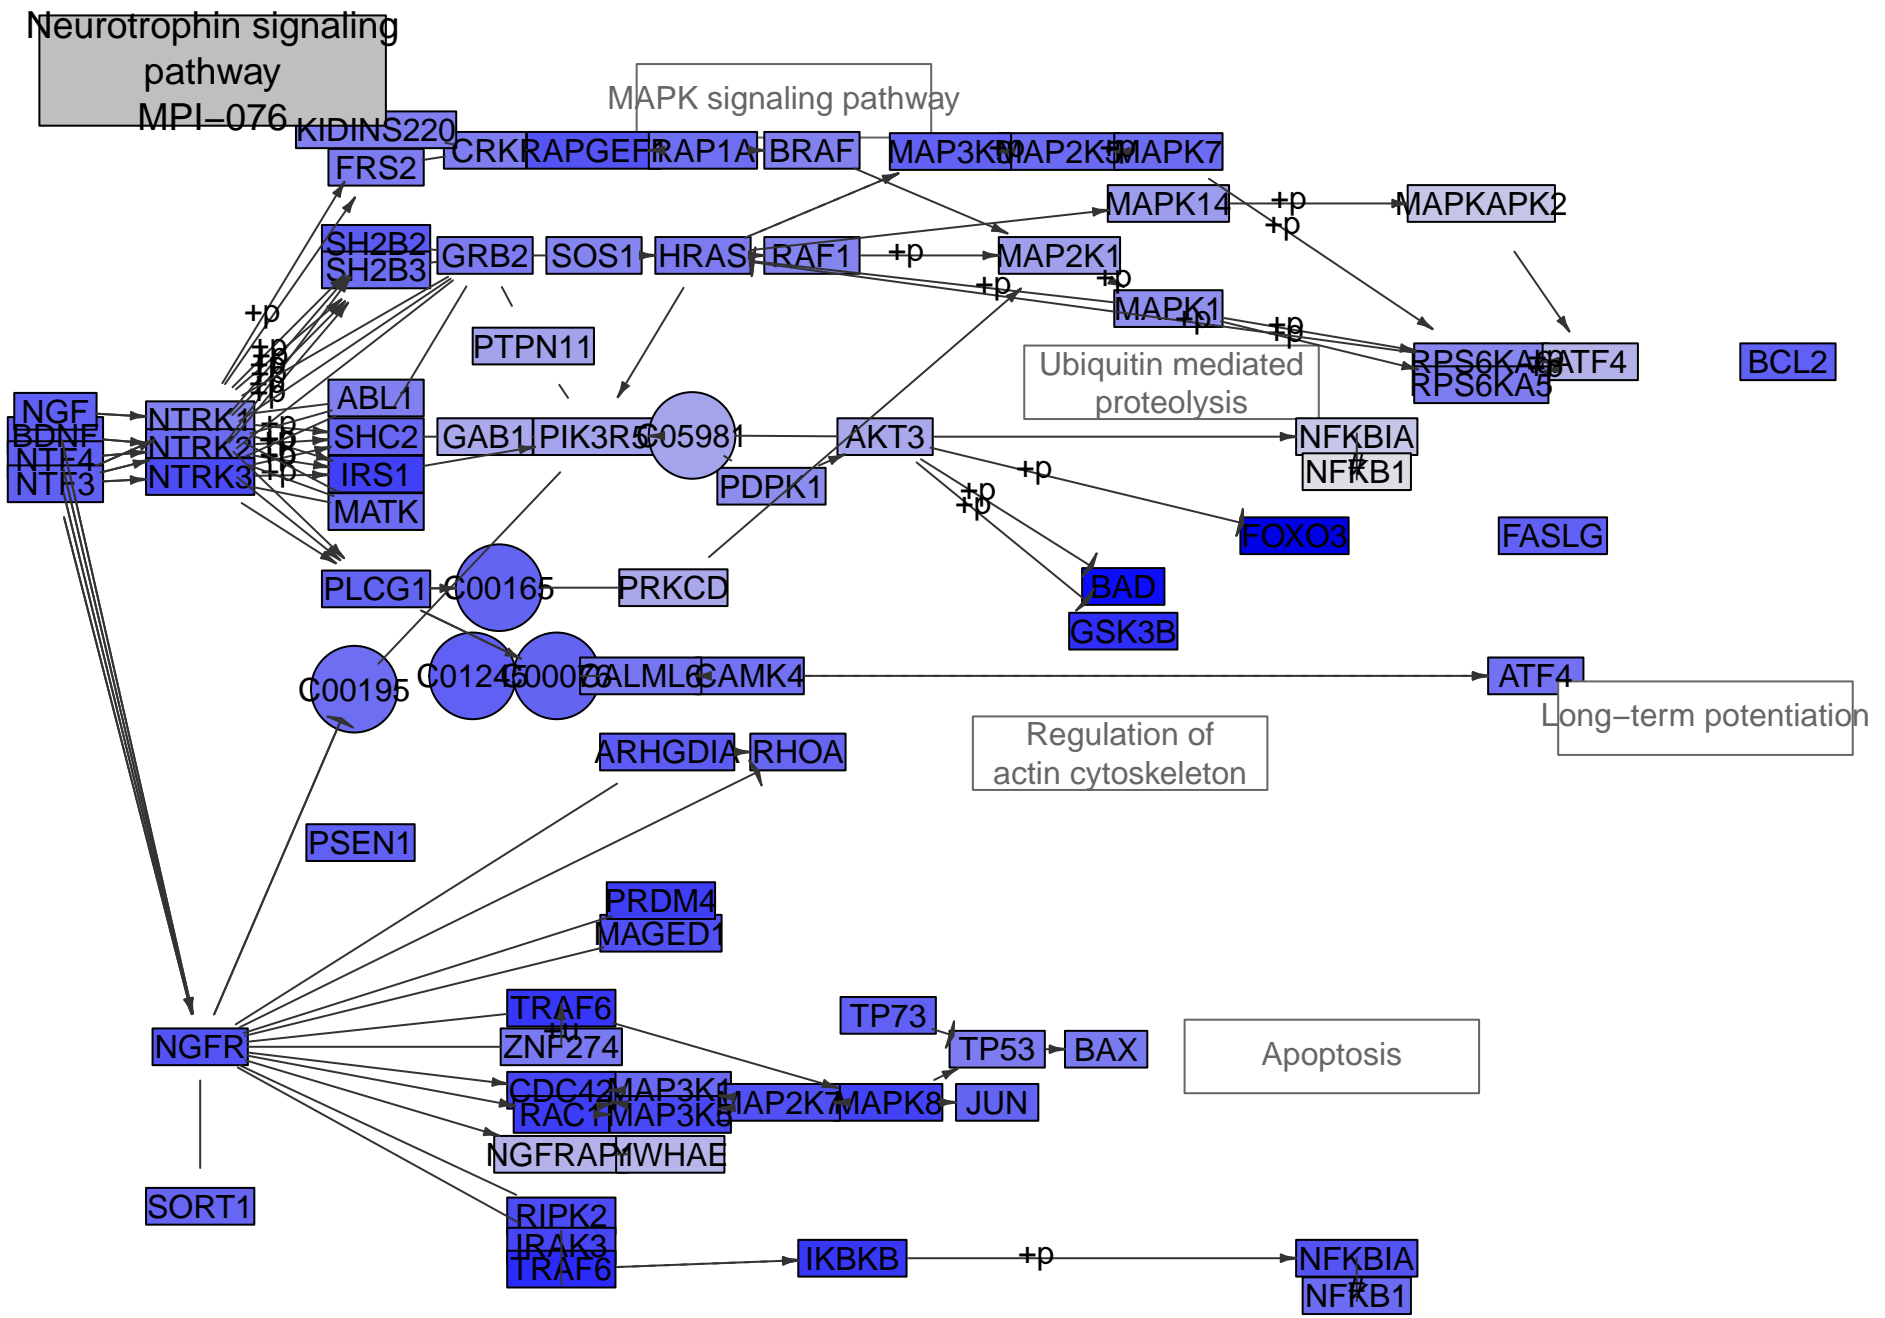 Neurotrophin signaling
pathway
MPI−076
MAPK signaling pathway
KIDINS220
FRS2
RAP1A
BRAF
MAP3K5
+p
MAP2K5
+p
MAPK7
MAPK14
+p
MAPKAPK2
+p
SH2B2
SH2B3
GRB2
SOS1
HRAS
RAF1
+p
MAP2K1
+p
+p
MAPK1
+p
+p
+p
+p
PTPN11
Ubiquitin mediated
proteolysis
RPS6KA6
RPS6KA5
+p
+p
ATF4
BCL2
+p
+p
+p
+p
+p
NGF
BDNF
NTF4
NTF3
NTRK1
NTRK2
NTRK3
+p
+p
+p
+p
ABL1
SHC2
IRS1
MATK
GAB1
PIK3R5
C05981
PDPK1
AKT3
+p
+p
+p
NFKBIA
NFKB1
FOXO3
FASLG
PLCG1
C00165
PRKCD
BAD
GSK3B
C00195
C01245
C00076
CALML6
CAMK4
ATF4
Long−term potentiation
ARHGDIA
RHOA
Regulation of
actin cytoskeleton
PSEN1
PRDM4
MAGED1
TRAF6
+u
ZNF274
NGFR
TP73
TP53
BAX
Apoptosis
CDC42
RAC1
MAP3K1
MAP3K5
MAP2K7
MAPK8
JUN
NGFRAP1
YWHAE
SORT1
RIPK2
IRAK3
TRAF6
IKBKB
+p
NFKBIA
NFKB1